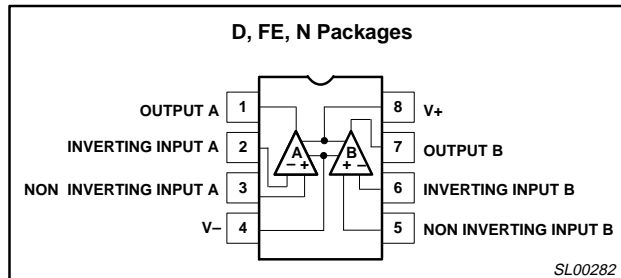 D, FE, N Packages
OUTPUT A 1
8 V+
INVERTING INPUT A 2
7 OUTPUT B
A
− +
B
+ −
NON INVERTING INPUT A 3
6 INVERTING INPUT B
V− 4
5 NON INVERTING INPUT B
SL00282